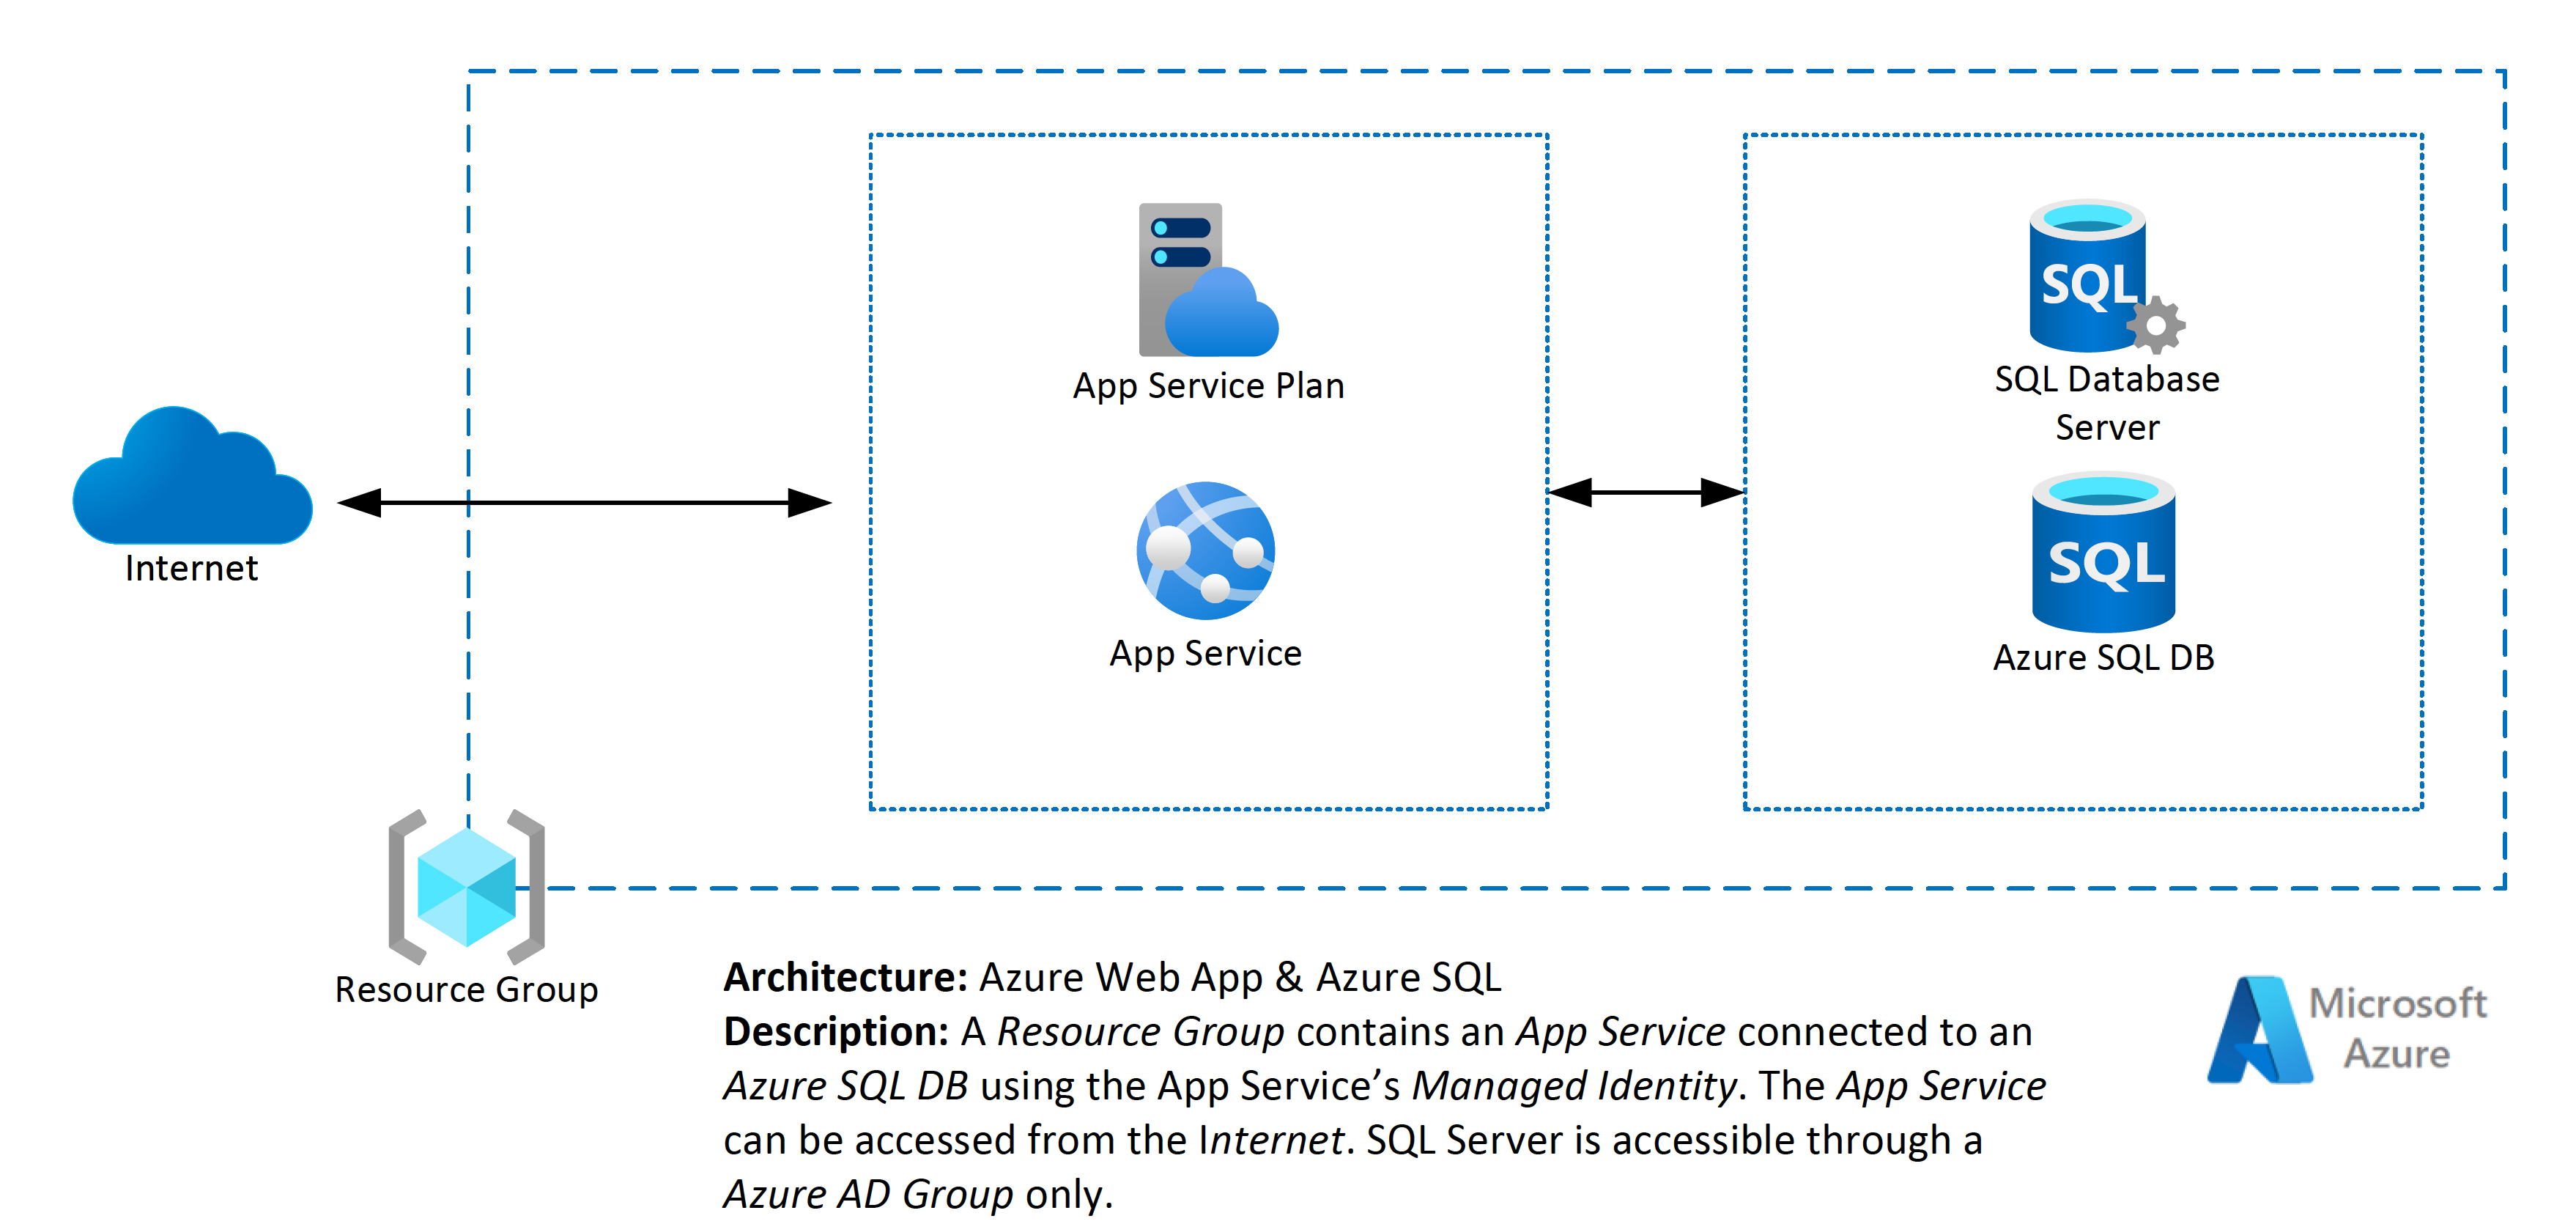 App Service Plan
SQL
SQL Database
Server
Internet
App Service
SQL
Azure SQL DB
Resource Group
Architecture: Azure Web App & Azure SQL
Description: A Resource Group contains an App Service connected to an
Azure SQL DB using the App Service’s Managed Identity. The App Service
can be accessed from the Internet. SQL Server is accessible through a
Azure AD Group only.
Microsoft
Azure